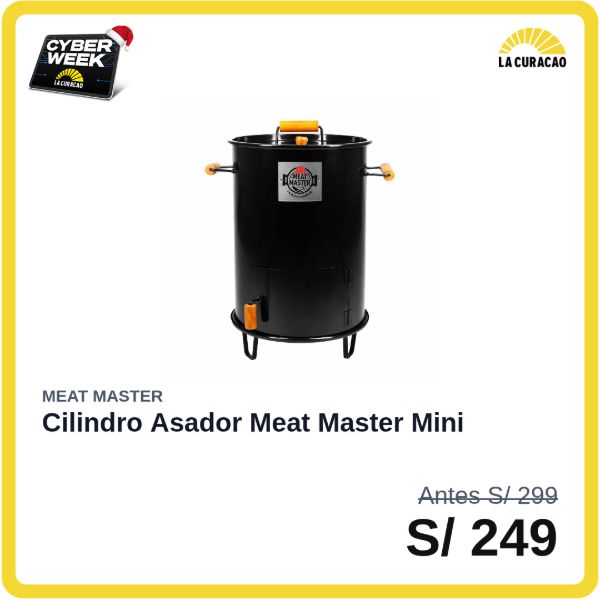 CYBER
WEEK
LA CURACAO
LA CURACAO
MEAT
MASTER
MEAT MASTER
Cilindro Asador Meat Master Mini
Antes S/ 299
S/ 249